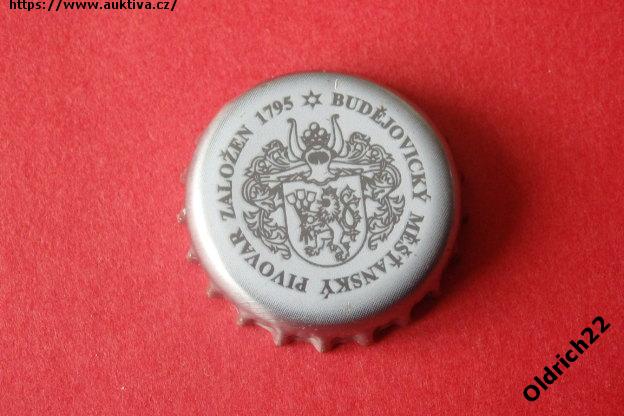 https://www.auktiva.cz/
BUDĚJOVICKÝ MĚŠŤANSKÝ PIVOVAR ZALOŽEN 1795
Oldrich22